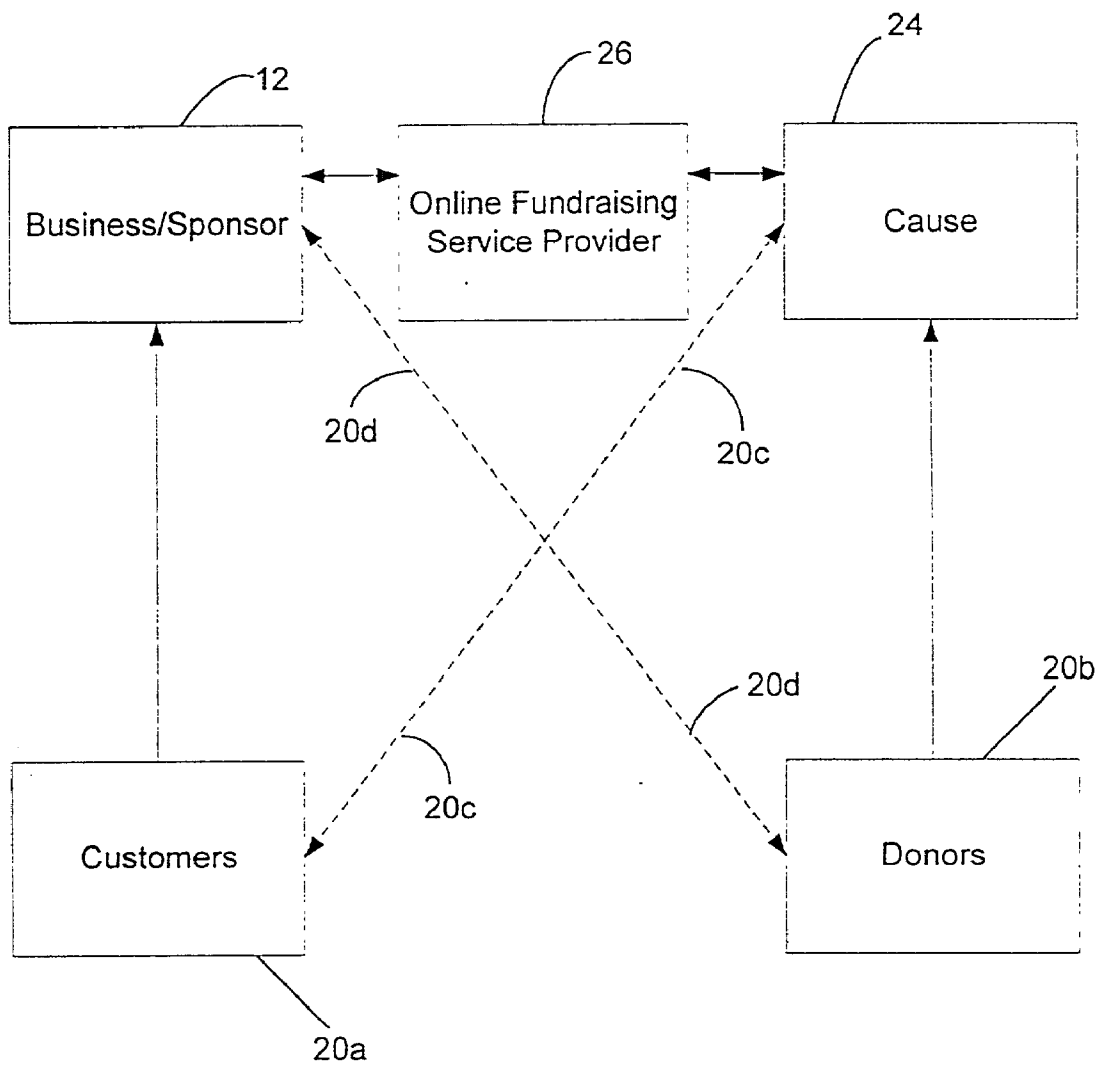 24
26
12
Business/Sponsor
Online Fundraising
Service Provider
Cause
20d
20c
20d
20b
20c
Customers
Donors
20a